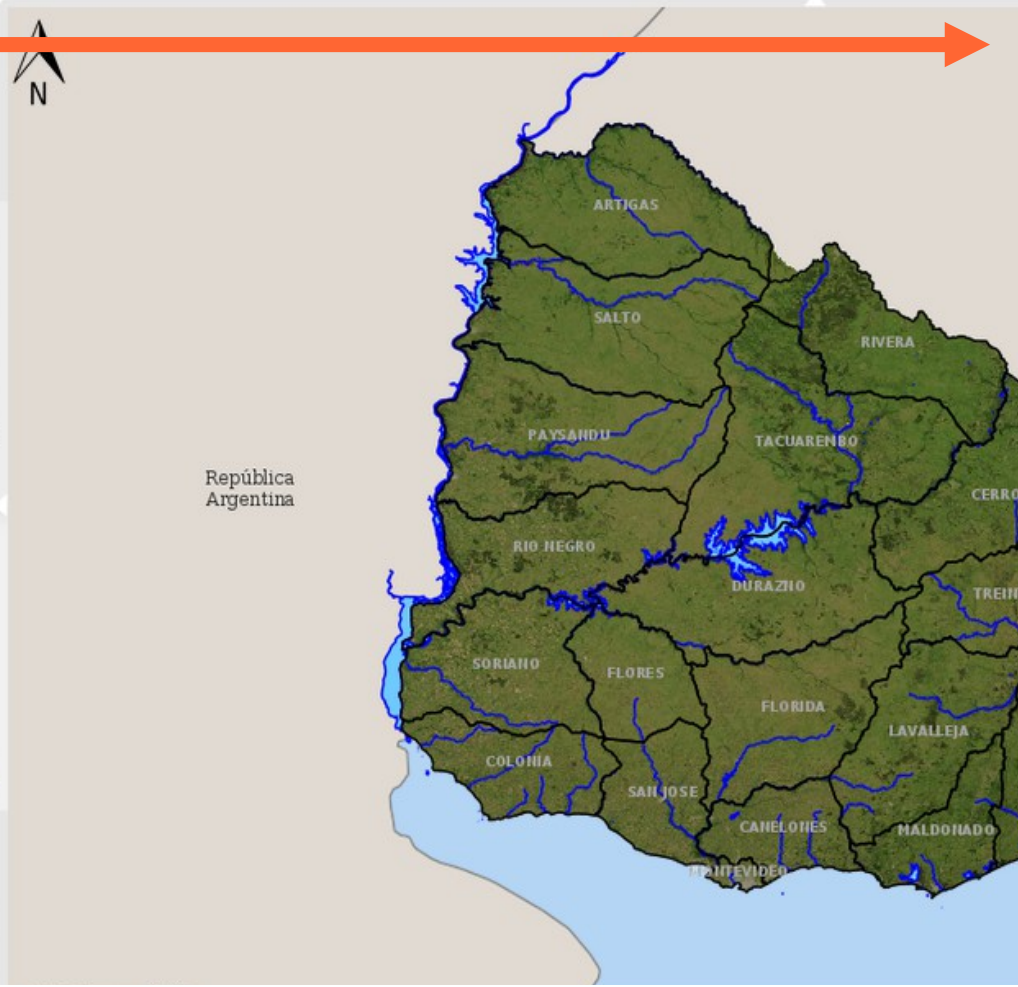 N
ARTIGAS
SALTO
RIVERA
PAYSANDU
TACUAREMBO
República
Argentina
CERRO
RIO NEGRO
DURAZNO
TREIN
SORIANO
FLORES
FLORIDA
LAVALLEJA
COLONIA
SAN JOSE
CANELONES
MALDONADO
MONTEVIDEO